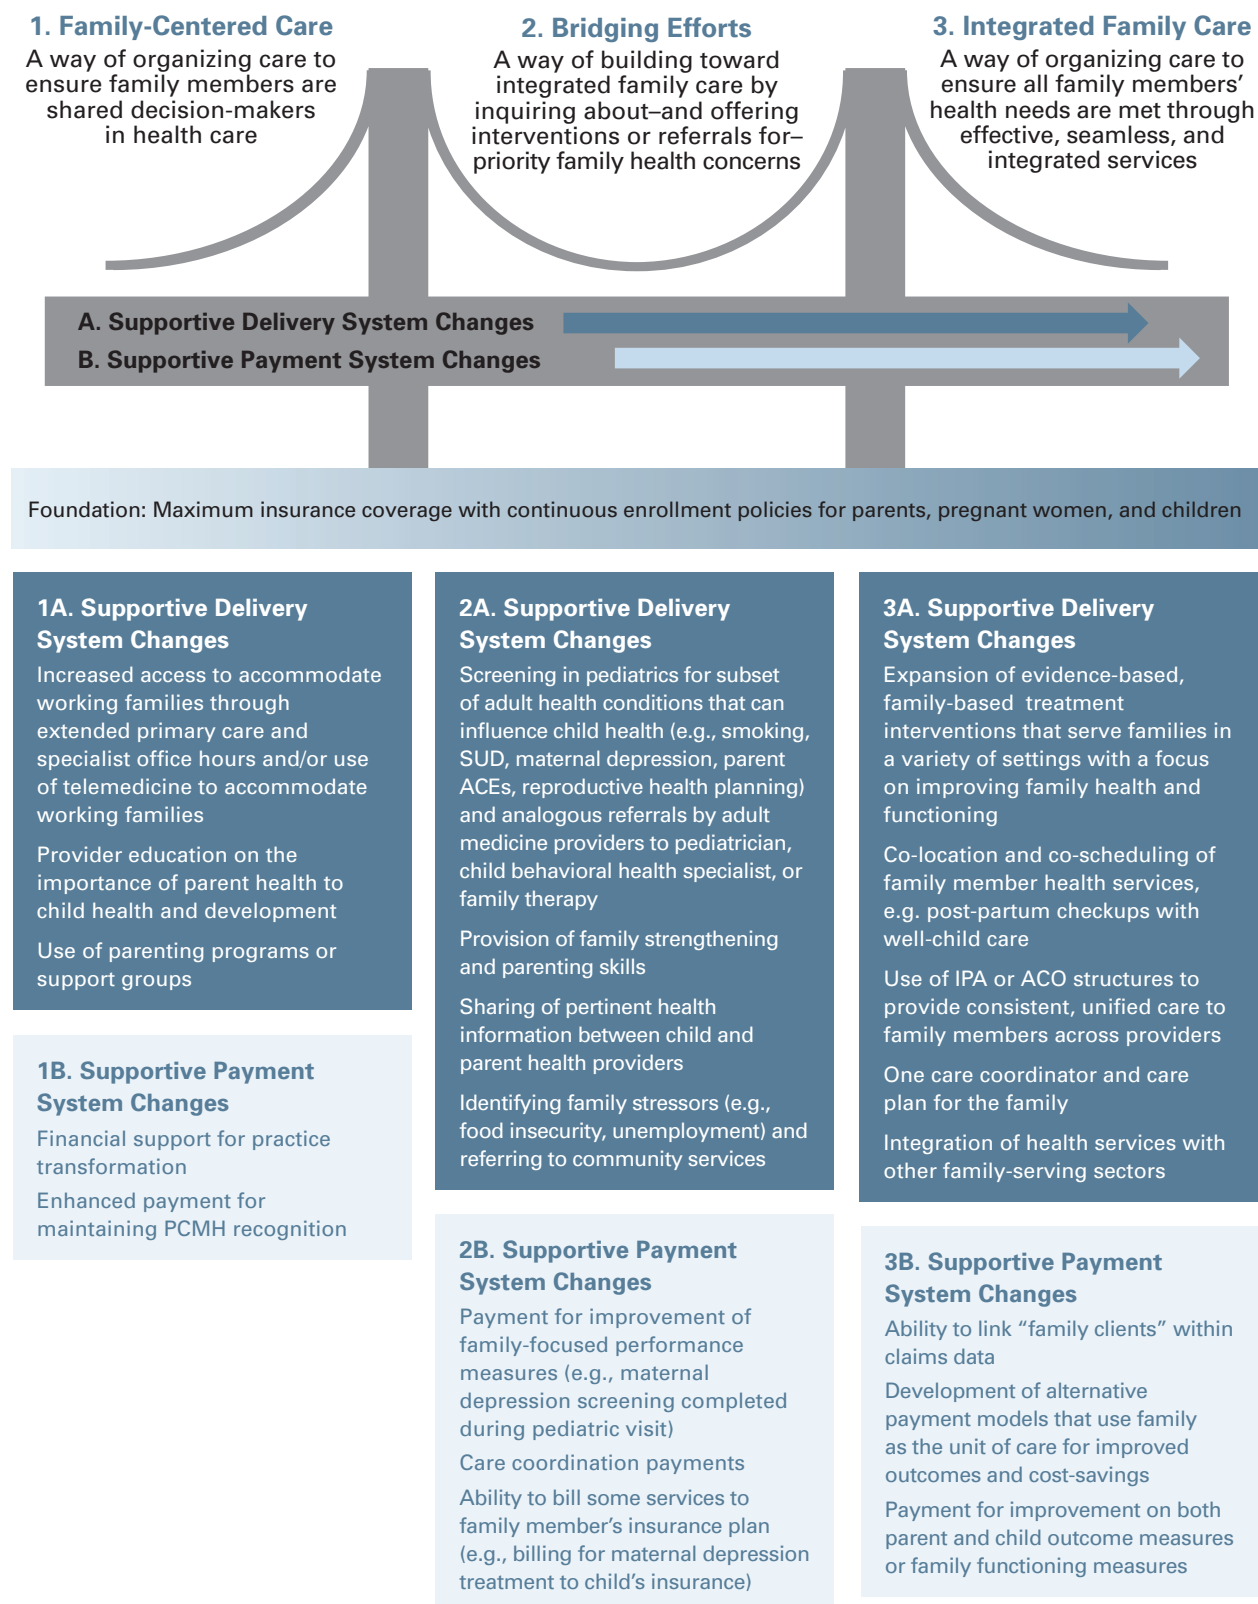 1. Family-Centered Care
A way of organizing care to
ensure family members are
shared decision-makers
in health care
2. Bridging Efforts
A way of building toward
integrated family care by
inquiring about–and offering
interventions or referrals for–
priority family health concerns
3. Integrated Family Care
A way of organizing care to
ensure all family members’
health needs are met through
effective, seamless, and
integrated services
A. Supportive Delivery System Changes
B. Supportive Payment System Changes
Foundation: Maximum insurance coverage with continuous enrollment policies for parents, pregnant women, and children
1A. Supportive Delivery
System Changes
Increased access to accommodate
working families through
extended primary care and
specialist office hours and/or use
of telemedicine to accommodate
working families
Provider education on the
importance of parent health to
child health and development
Use of parenting programs or
support groups
1B. Supportive Payment
System Changes
Financial support for practice
transformation
Enhanced payment for
maintaining PCMH recognition
2A. Supportive Delivery
System Changes
Screening in pediatrics for subset
of adult health conditions that can
influence child health (e.g., smoking,
SUD, maternal depression, parent
ACEs, reproductive health planning)
and analogous referrals by adult
medicine providers to pediatrician,
child behavioral health specialist, or
family therapy
Provision of family strengthening
and parenting skills
Sharing of pertinent health
information between child and
parent health providers
Identifying family stressors (e.g.,
food insecurity, unemployment) and
referring to community services
2B. Supportive Payment
System Changes
Payment for improvement of
family-focused performance
measures (e.g., maternal
depression screening completed
during pediatric visit)
Care coordination payments
Ability to bill some services to
family member’s insurance plan
(e.g., billing for maternal depression
treatment to child’s insurance)
3A. Supportive Delivery
System Changes
Expansion of evidence-based,
family-based treatment
interventions that serve families in
a variety of settings with a focus
on improving family health and
functioning
Co-location and co-scheduling of
family member health services,
e.g. post-partum checkups with
well-child care
Use of IPA or ACO structures to
provide consistent, unified care to
family members across providers
One care coordinator and care
plan for the family
Integration of health services with
other family-serving sectors
3B. Supportive Payment
System Changes
Ability to link “family clients” within
claims data
Development of alternative
payment models that use family
as the unit of care for improved
outcomes and cost-savings
Payment for improvement on both
parent and child outcome measures
or family functioning measures